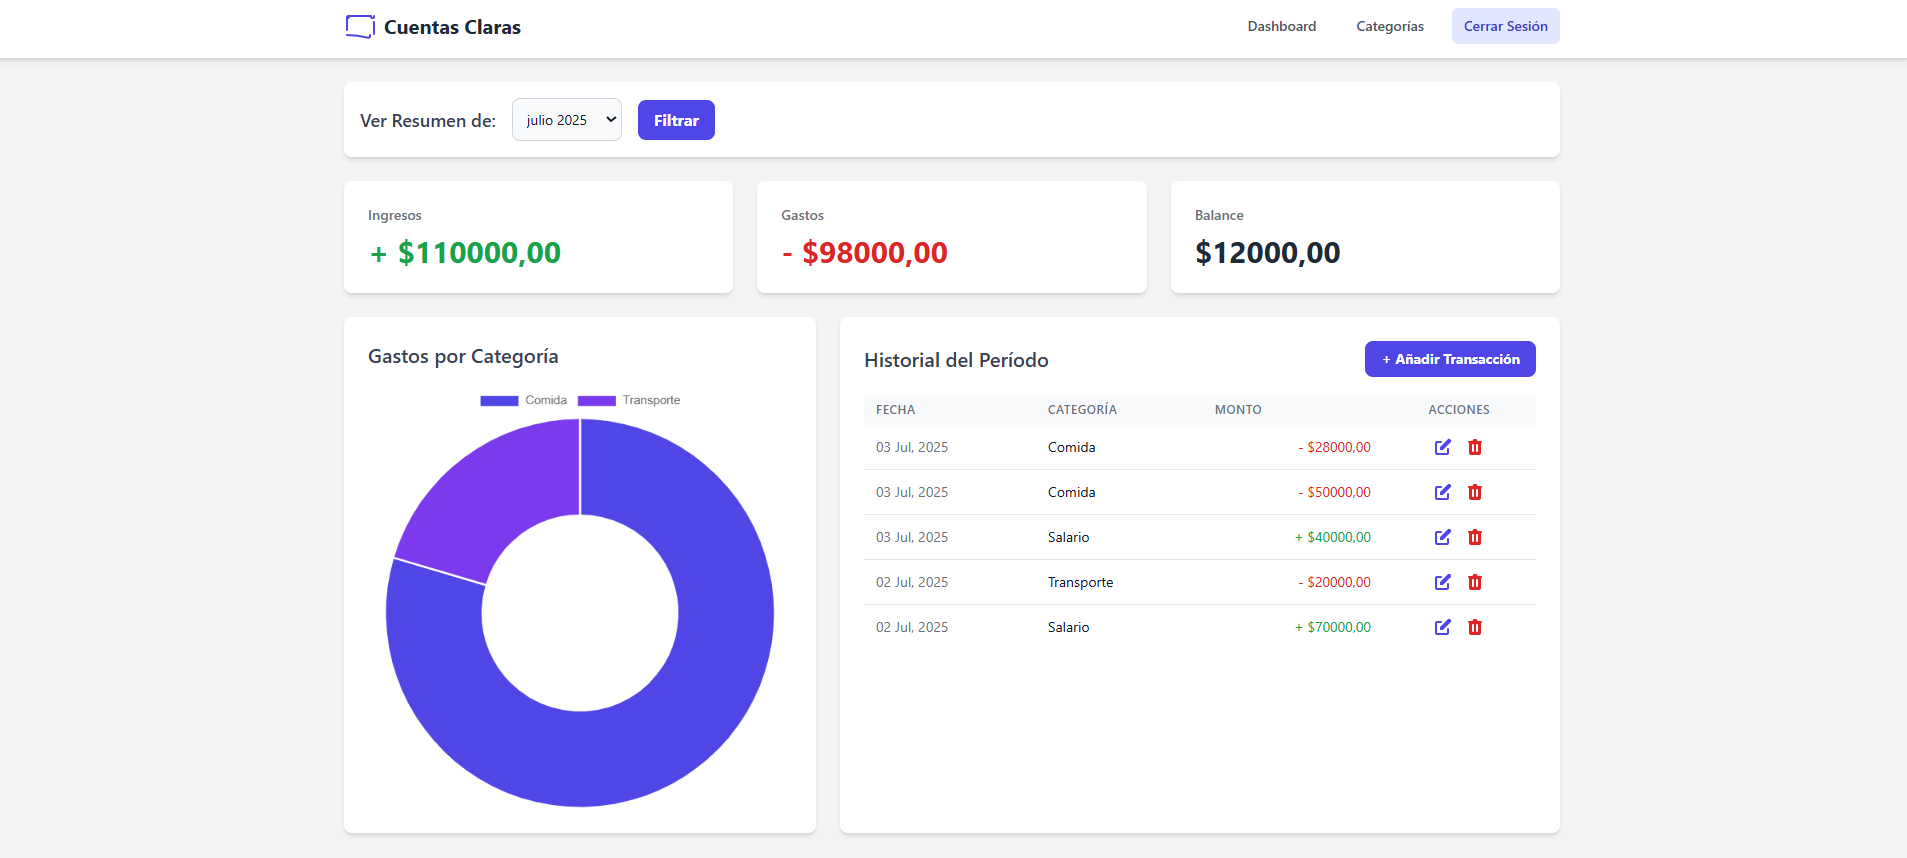 Cuentas Claras
Dashboard Categorías Cerrar Sesión
Ver Resumen de: julio 2025 Filtrar
Ingresos
+ $110000,00
Gastos
- $98000,00
Balance
$12000,00
Gastos por Categoría
Comida Transporte
Historial del Período
+ Añadir Transacción
FECHA CATEGORÍA MONTO ACCIONES
03 Jul, 2025 Comida - $28000,00
03 Jul, 2025 Comida - $50000,00
03 Jul, 2025 Salario + $40000,00
02 Jul, 2025 Transporte - $20000,00
02 Jul, 2025 Salario + $70000,00